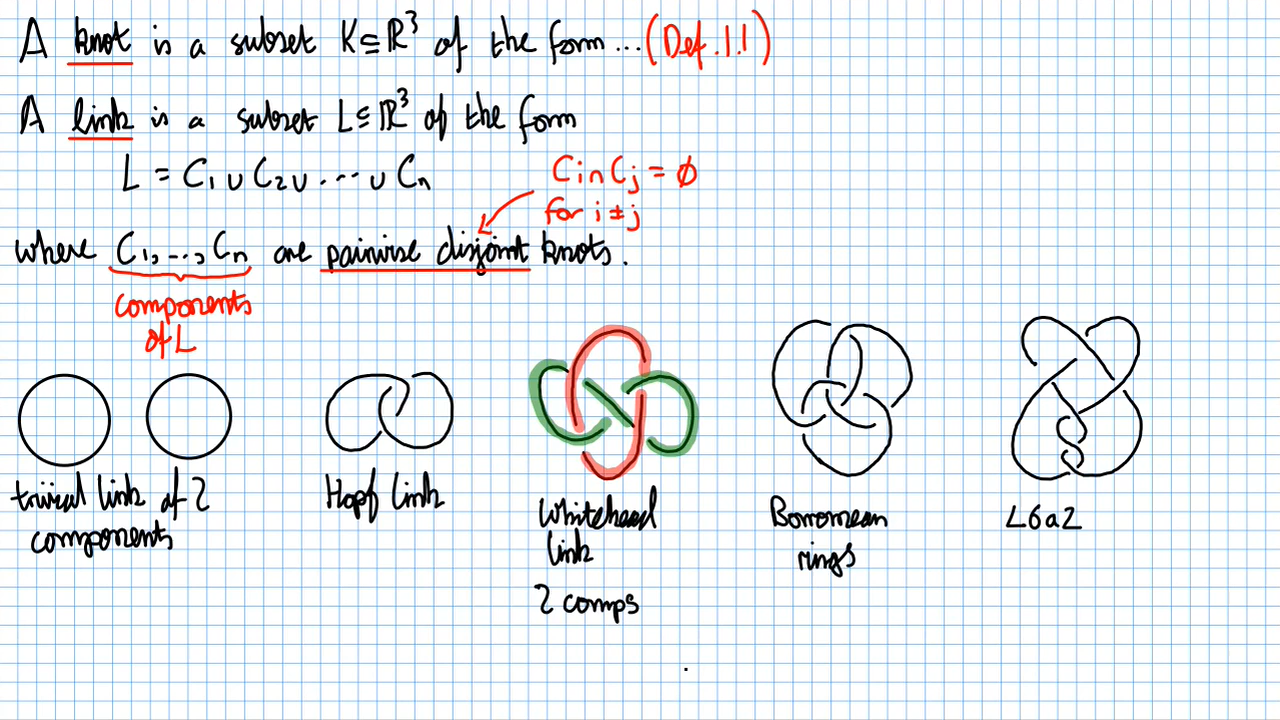 A knot is a subset K⊆ℝ³ of the form ... (Def. 1.1)
A link is a subset L⊆ℝ³ of the form
L = C₁ ∪ C₂ ∪ ... ∪ Cₙ
Cᵢ∩Cⱼ = ∅
for i ≠ j
where C₁, ..., Cₙ are pairwise disjoint knots.
components
of L
trivial link of 2
components
Hopf link
Whitehead
link
2 comps
Borromean
rings
L6a2